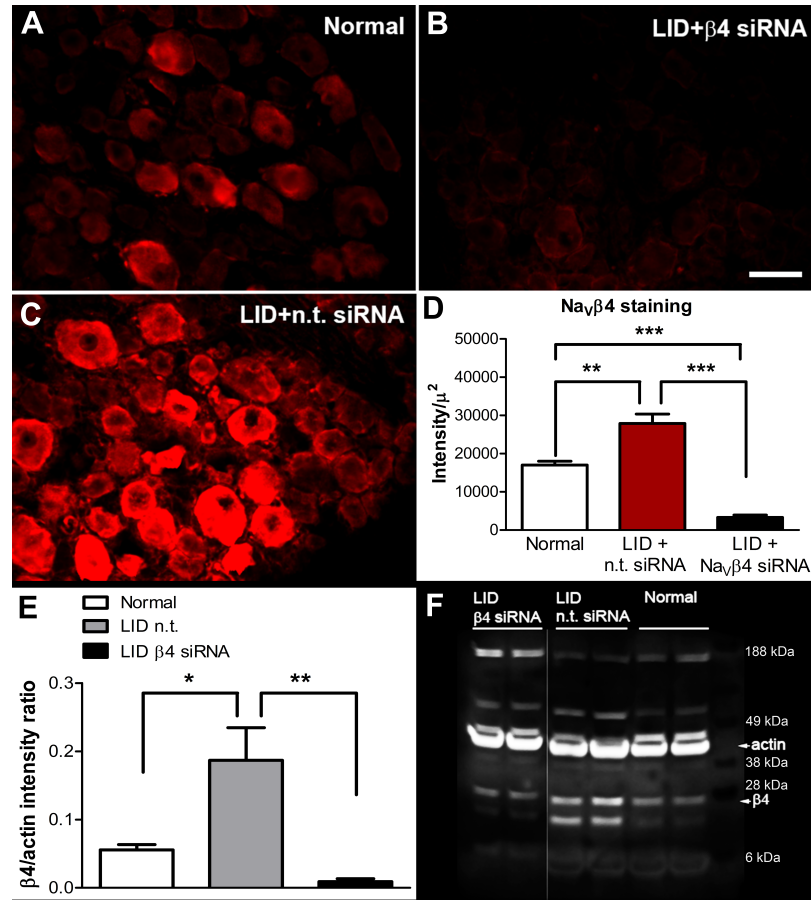 A
Normal
B
LID+β4 siRNA
C
LID+n.t. siRNA
D
NaVβ4 staining
***
**
***
Intensity/μ²
50000
40000
30000
20000
10000
0
Normal
LID +
n.t. siRNA
LID +
NaVβ4 siRNA
E
Normal
LID n.t.
LID β4 siRNA
*
**
β4/actin intensity ratio
0.3
0.2
0.1
0.0
F
LID
β4 siRNA
LID
n.t. siRNA
Normal
188 kDa
49 kDa
actin
38 kDa
28 kDa
β4
6 kDa